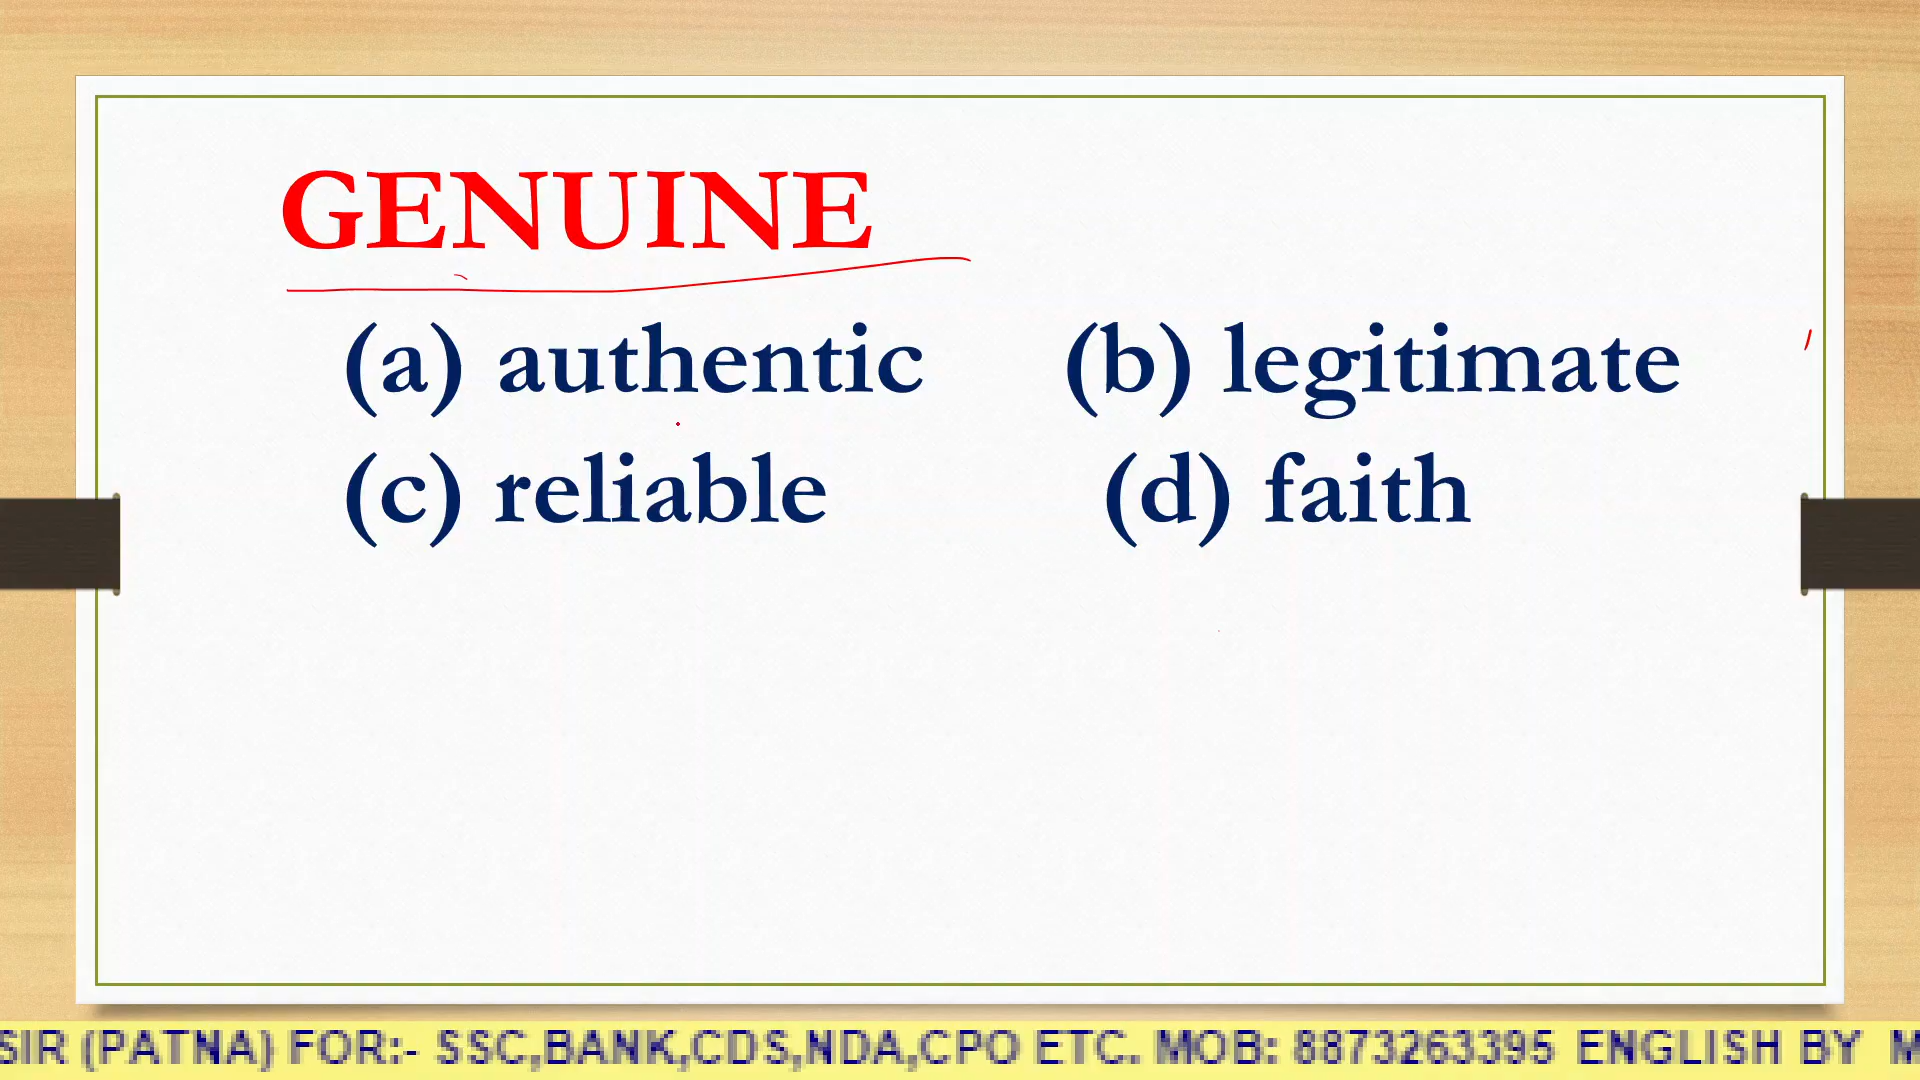 GENUINE
(a) authentic (b) legitimate
(c) reliable (d) faith
SIR (PATNA) FOR:- SSC,BANK,CDS,NDA,CPO ETC. MOB: 8873263395 ENGLISH BY M